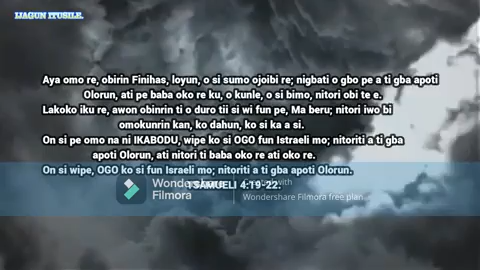 IJAGUN ITUSILE.
Aya omo re, obirin Finihas, loyun, o si sumo ojoibi re; nigbati o gbo pe a ti gba apoti
Olorun, ati pe baba oko re ku, o kunle, o si bimo, nitori obi te e.
Lakoko iku re, awon obinrin ti o duro tii si wi fun pe, Ma beru; nitori iwo bi
omokunrin kan, ko dahun, ko si ka a si.
On si pe omo na ni IKABODU, wipe ko si OGO fun Istraeli mo; nitoriti a ti gba
apoti Olorun, ati nitori ti baba oko re ati oko re.
On si wipe, OGO ko si fun Israeli mo; nitoriti a ti gba apoti Olorun.
1 SAMUELI 4:19-22.
Wondershare
Filmora
with
Wondershare Filmora free plan